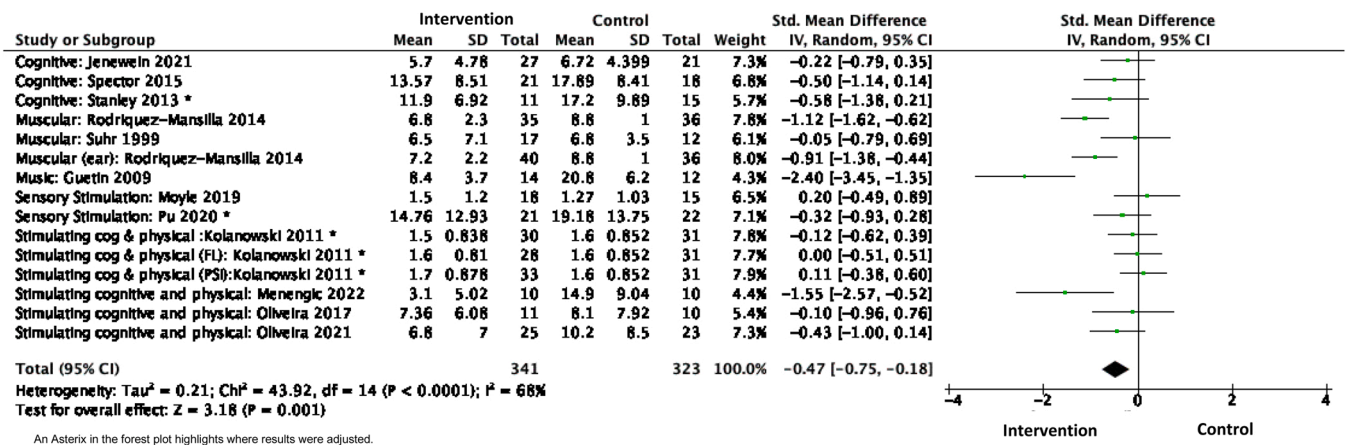 Intervention Control Std. Mean Difference Std. Mean Difference
Study or Subgroup Mean SD Total Mean SD Total Weight IV, Random, 95% CI IV, Random, 95% CI
Cognitive: Jenewein 2021 5.7 4.78 27 6.72 4.399 21 7.3% −0.22 [−0.79, 0.35]
Cognitive: Spector 2015 13.57 8.51 21 17.89 8.41 18 6.8% −0.50 [−1.14, 0.14]
Cognitive: Stanley 2013 * 11.9 6.92 11 17.2 9.89 15 5.7% −0.58 [−1.38, 0.21]
Muscular: Rodriquez−Mansilla 2014 6.8 2.3 35 8.8 1 36 7.8% −1.12 [−1.62, −0.62]
Muscular: Suhr 1999 6.5 7.1 17 6.8 3.5 12 6.1% −0.05 [−0.79, 0.69]
Muscular (ear): Rodriquez−Mansilla 2014 7.2 2.2 40 8.8 1 36 8.0% −0.91 [−1.38, −0.44]
Music: Guetin 2009 8.4 3.7 14 20.8 6.2 12 4.3% −2.40 [−3.45, −1.35]
Sensory Stimulation: Moyle 2019 1.5 1.2 18 1.27 1.03 15 6.5% 0.20 [−0.49, 0.89]
Sensory Stimulation: Pu 2020 * 14.76 12.93 21 19.18 13.75 22 7.1% −0.32 [−0.93, 0.28]
Stimulating cog & physical :Kolanowski 2011 * 1.5 0.838 30 1.6 0.852 31 7.8% −0.12 [−0.62, 0.39]
Stimulating cog & physical (FL): Kolanowski 2011 * 1.6 0.81 28 1.6 0.852 31 7.7% 0.00 [−0.51, 0.51]
Stimulating cog & physical (PSI):Kolanowski 2011 * 1.7 0.878 33 1.6 0.852 31 7.9% 0.11 [−0.38, 0.60]
Stimulating cognitive and physical: Menengic 2022 3.1 5.02 10 14.9 9.04 10 4.4% −1.55 [−2.57, −0.52]
Stimulating cognitive and physical: Oliveira 2017 7.36 6.08 11 8.1 7.92 10 5.4% −0.10 [−0.96, 0.76]
Stimulating cognitive and physical: Oliveira 2021 6.8 7 25 10.2 8.5 23 7.3% −0.43 [−1.00, 0.14]
Total (95% CI) 341 323 100.0% −0.47 [−0.75, −0.18]
Heterogeneity: Tau² = 0.21; Chi² = 43.92, df = 14 (P < 0.0001); I² = 68%
Test for overall effect: Z = 3.18 (P = 0.001)
−4 −2 0 2 4
Intervention Control
An Asterix in the forest plot highlights where results were adjusted.